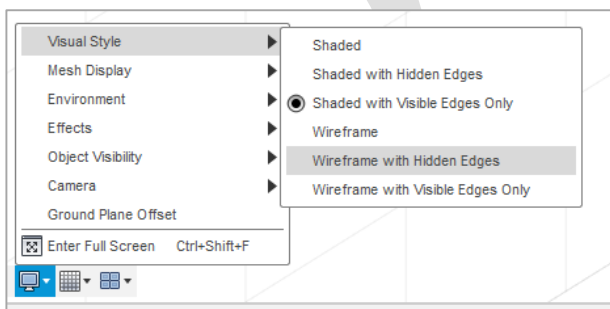 Visual Style
Mesh Display
Environment
Effects
Object Visibility
Camera
Ground Plane Offset
Enter Full Screen Ctrl+Shift+F
Shaded
Shaded with Hidden Edges
Shaded with Visible Edges Only
Wireframe
Wireframe with Hidden Edges
Wireframe with Visible Edges Only